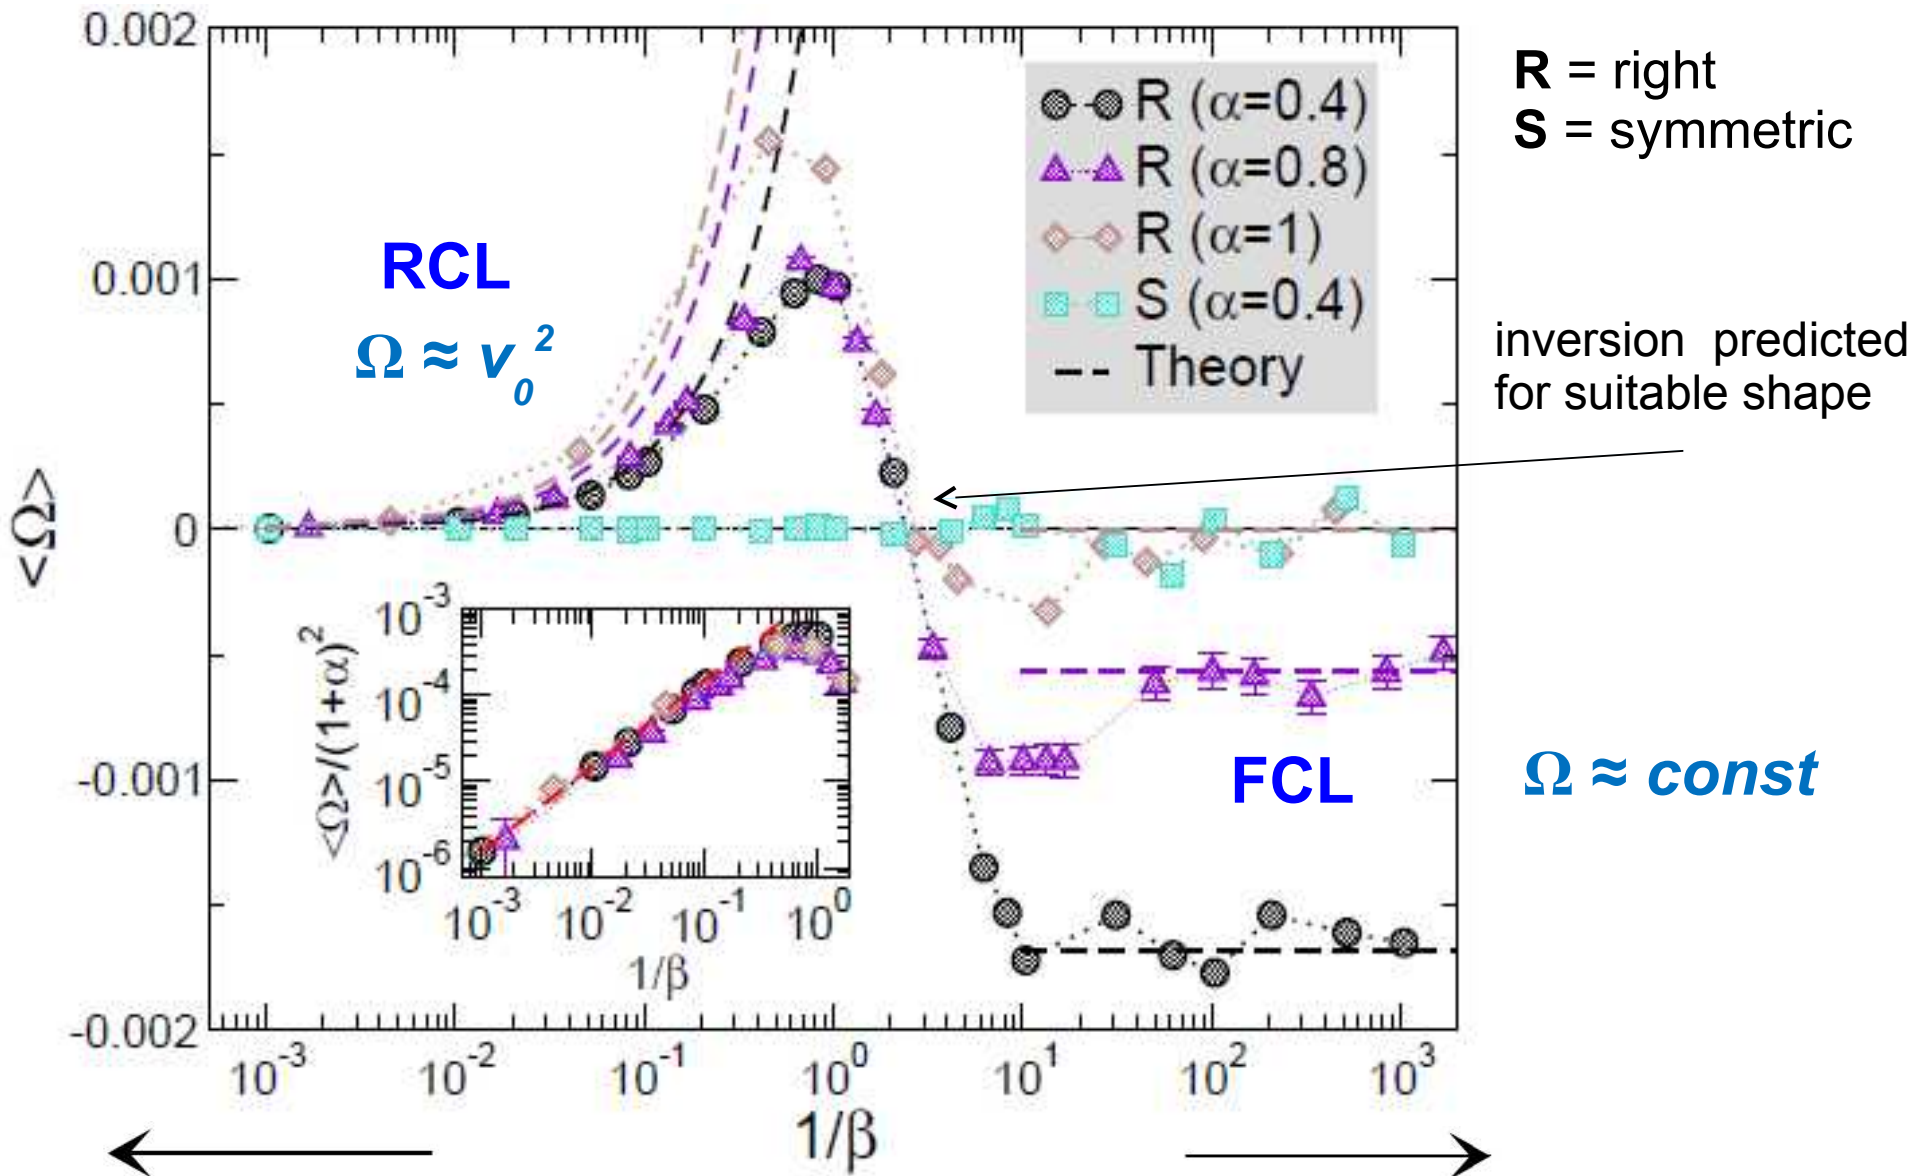 0.002
0.001
0
-0.001
-0.002
<Ω>
R (α=0.4)
R (α=0.8)
R (α=1)
S (α=0.4)
Theory
R = right
S = symmetric
RCL
Ω ≈ v₀²
inversion predicted
for suitable shape
FCL
Ω ≈ const
<Ω>/(1+α)²
10⁻³
10⁻⁴
10⁻⁵
10⁻⁶
10⁻³ 10⁻² 10⁻¹ 10⁰
1/β
10⁻³ 10⁻² 10⁻¹ 10⁰ 10¹ 10² 10³
1/β